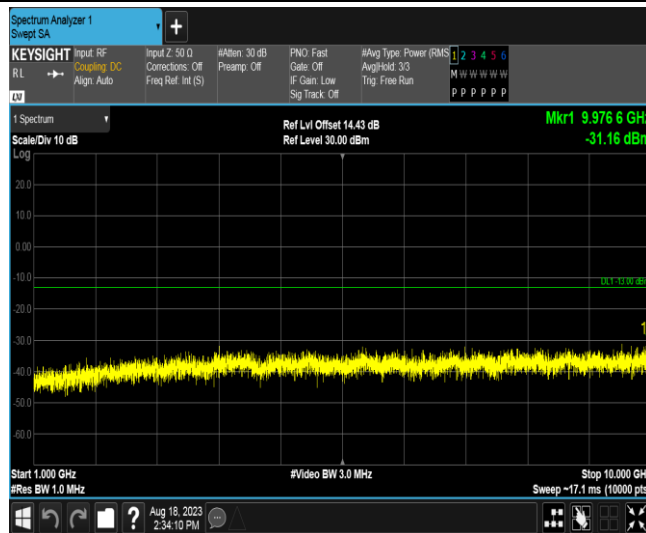 Spectrum Analyzer 1
Swept SA
+
KEYSIGHT
RL
LXI
Input: RF
Coupling: DC
Align: Auto
Input Z: 50 Ω
Corrections: Off
Freq Ref: Int (S)
#Atten: 30 dB
Preamp: Off
PNO: Fast
Gate: Off
IF Gain: Low
Sig Track: Off
#Avg Type: Power (RMS
Avg|Hold: 3/3
Trig: Free Run
1 2 3 4 5 6
M W W W W W
P P P P P P
1 Spectrum
Scale/Div 10 dB
Log
Ref Lvl Offset 14.43 dB
Ref Level 30.00 dBm
Mkr1 9.976 6 GHz
-31.16 dBm
20.0
10.0
0.00
-10.0
DL1 -13.00 dBm
-20.0
1
-30.0
-40.0
-50.0
-60.0
Start 1.000 GHz
#Res BW 1.0 MHz
#Video BW 3.0 MHz
Stop 10.000 GHz
Sweep ~17.1 ms (10000 pts)
?
Aug 18, 2023
2:34:10 PM